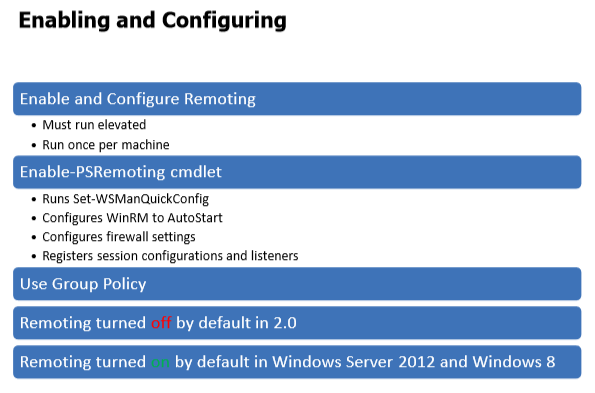 Enabling and Configuring
Enable and Configure Remoting
• Must run elevated
• Run once per machine
Enable-PSRemoting cmdlet
• Runs Set-WSManQuickConfig
• Configures WinRM to AutoStart
• Configures firewall settings
• Registers session configurations and listeners
Use Group Policy
Remoting turned off by default in 2.0
Remoting turned on by default in Windows Server 2012 and Windows 8